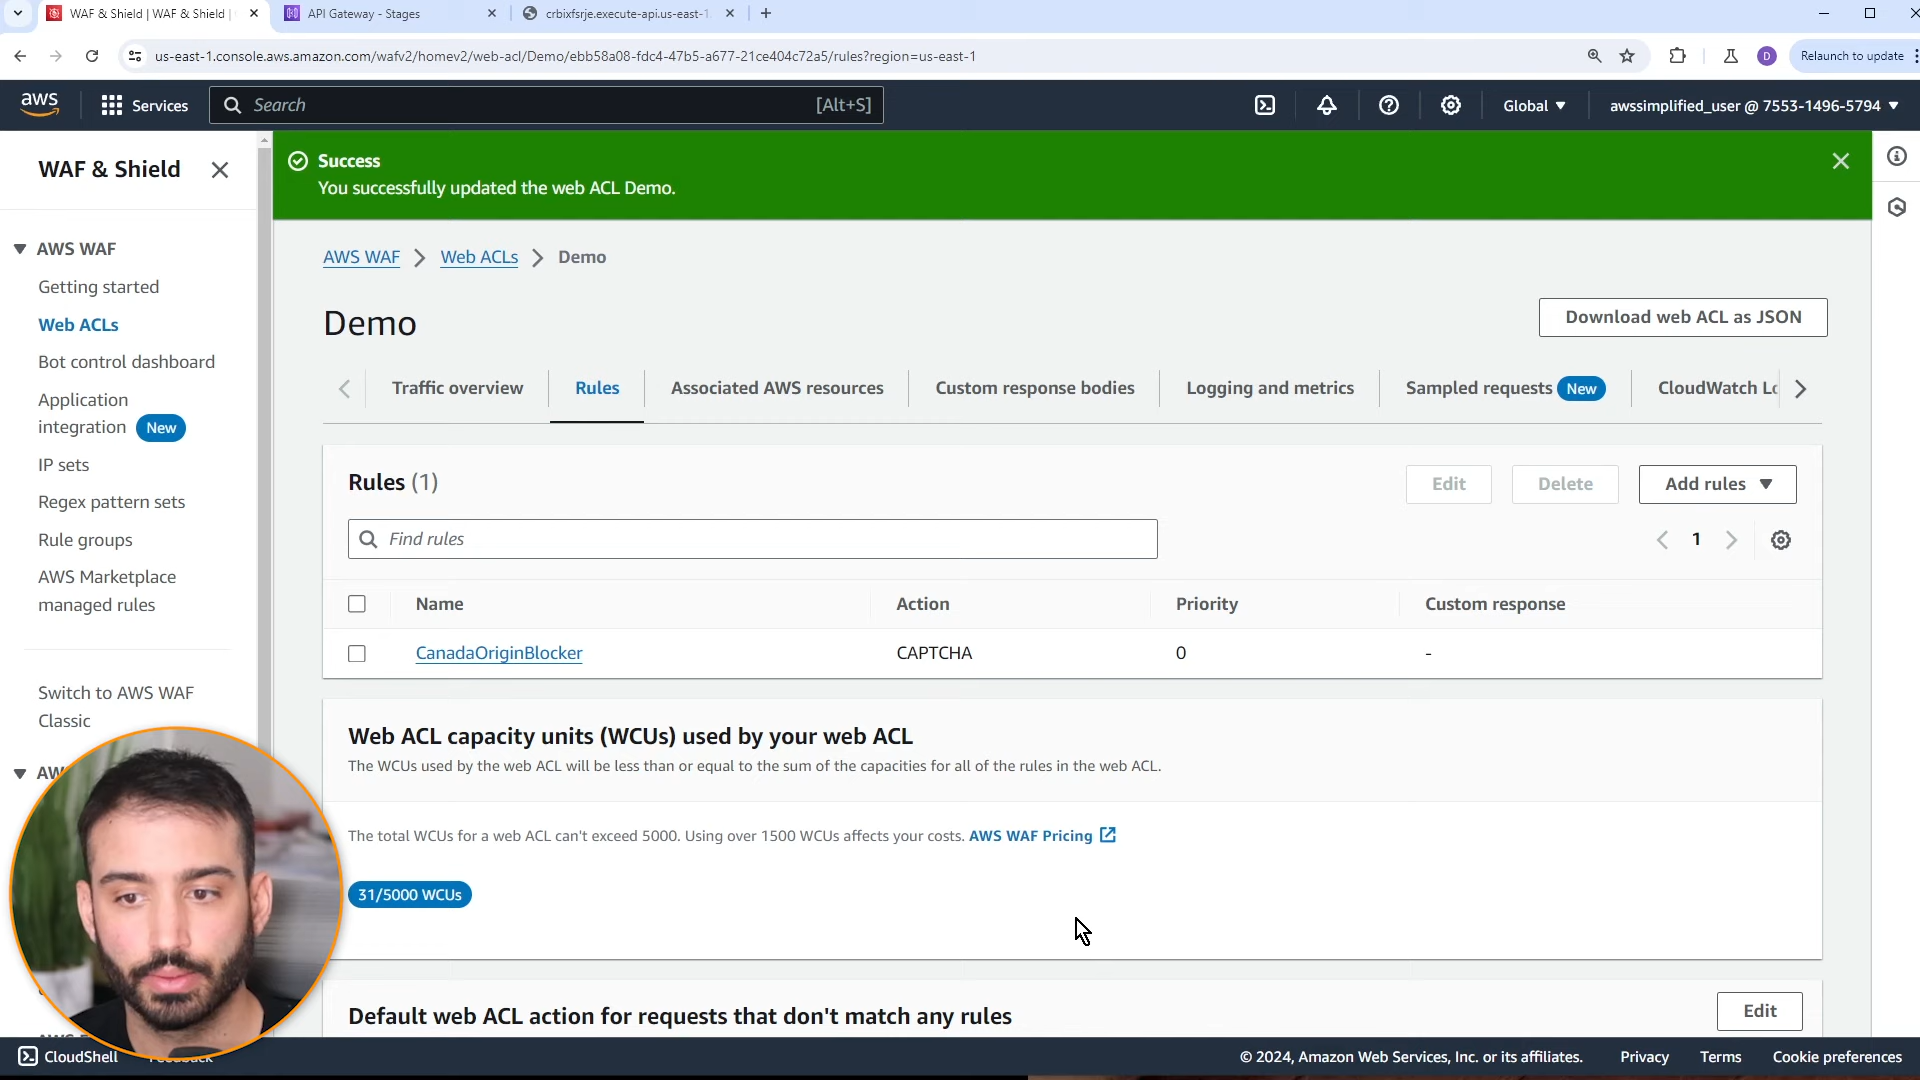 WAF & Shield | WAF & Shield |
API Gateway - Stages
crbixfsrje.execute-api.us-east-1
us-east-1.console.aws.amazon.com/wafv2/homev2/web-acl/Demo/ebb58a08-fdc4-47b5-a677-21ce404c72a5/rules?region=us-east-1
D
Relaunch to update
aws
Services
Search
[Alt+S]
Global
awssimplified_user @ 7553-1496-5794
WAF & Shield
AWS WAF
Getting started
Web ACLs
Bot control dashboard
Application
integration New
IP sets
Regex pattern sets
Rule groups
AWS Marketplace
managed rules
Switch to AWS WAF
Classic
Success
You successfully updated the web ACL Demo.
AWS WAF > Web ACLs > Demo
Demo
Download web ACL as JSON
Traffic overview
Rules
Associated AWS resources
Custom response bodies
Logging and metrics
Sampled requests New
CloudWatch Lo
Rules (1)
Edit
Delete
Add rules
Find rules
1
Name Action Priority Custom response
CanadaOriginBlocker CAPTCHA 0 -
Web ACL capacity units (WCUs) used by your web ACL
The WCUs used by the web ACL will be less than or equal to the sum of the capacities for all of the rules in the web ACL.
The total WCUs for a web ACL can't exceed 5000. Using over 1500 WCUs affects your costs. AWS WAF Pricing
31/5000 WCUs
Default web ACL action for requests that don't match any rules
Edit
CloudShell
Feedback
© 2024, Amazon Web Services, Inc. or its affiliates.
Privacy
Terms
Cookie preferences